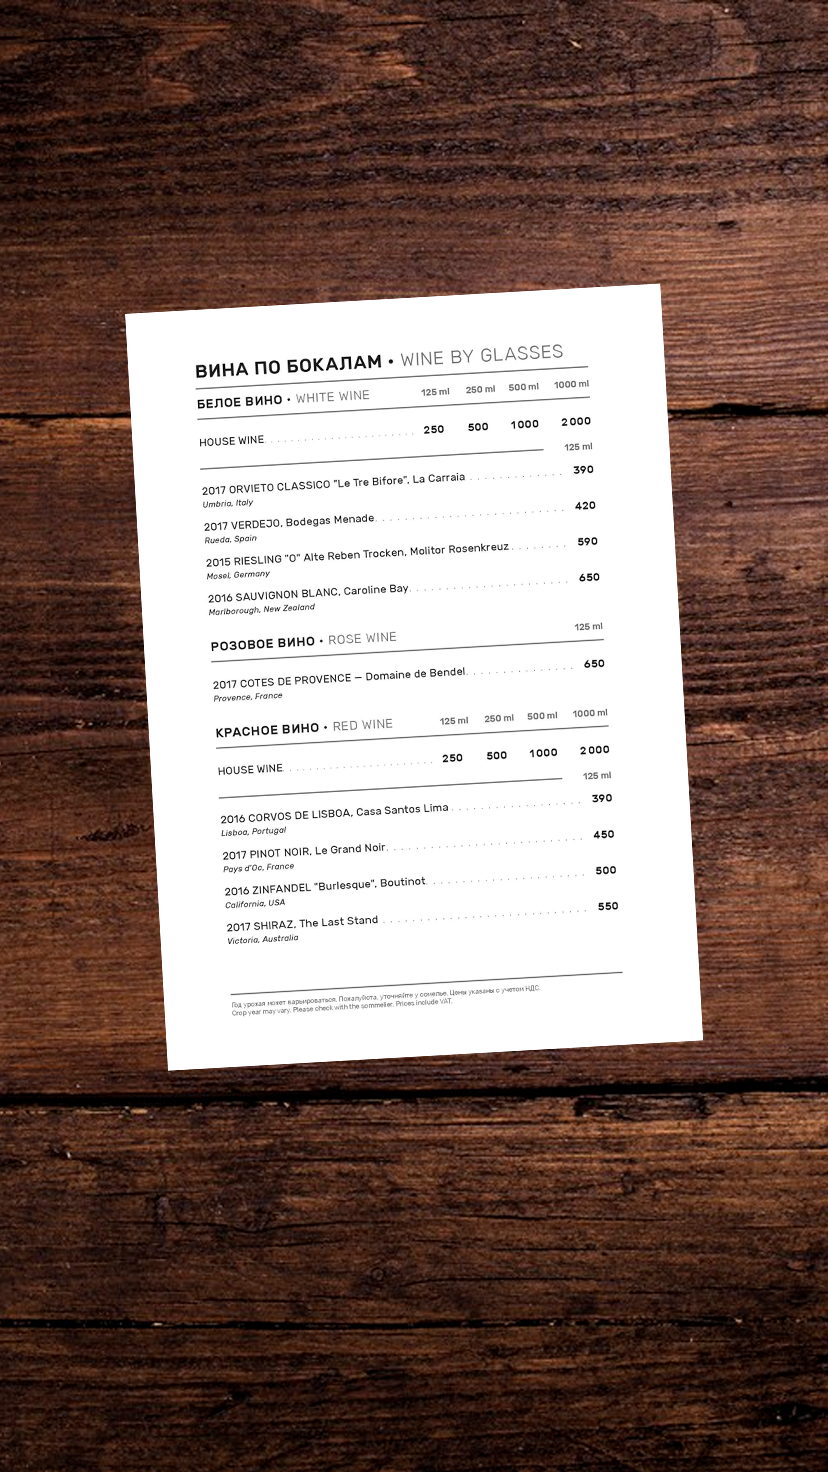 ВИНА ПО БОКАЛАМ • WINE BY GLASSES
БЕЛОЕ ВИНО • WHITE WINE 125 ml 250 ml 500 ml 1000 ml
HOUSE WINE 250 500 1000 2000
125 ml
2017 ORVIETO CLASSICO "Le Tre Bifore", La Carraia 390
Umbria, Italy
2017 VERDEJO, Bodegas Menade 420
Rueda, Spain
2015 RIESLING "O" Alte Reben Trocken, Molitor Rosenkreuz 590
Mosel, Germany
2016 SAUVIGNON BLANC, Caroline Bay 650
Marlborough, New Zealand
РОЗОВОЕ ВИНО • ROSE WINE 125 ml
2017 COTES DE PROVENCE — Domaine de Bendel 650
Provence, France
КРАСНОЕ ВИНО • RED WINE 125 ml 250 ml 500 ml 1000 ml
HOUSE WINE 250 500 1000 2000
125 ml
2016 CORVOS DE LISBOA, Casa Santos Lima 390
Lisboa, Portugal
2017 PINOT NOIR, Le Grand Noir 450
Pays d'Oc, France
2016 ZINFANDEL "Burlesque", Boutinot 500
California, USA
2017 SHIRAZ, The Last Stand 550
Victoria, Australia
Год урожая может варьироваться. Пожалуйста, уточняйте у сомелье. Цены указаны с учетом НДС.
Crop year may vary. Please check with the sommelier. Prices include VAT.